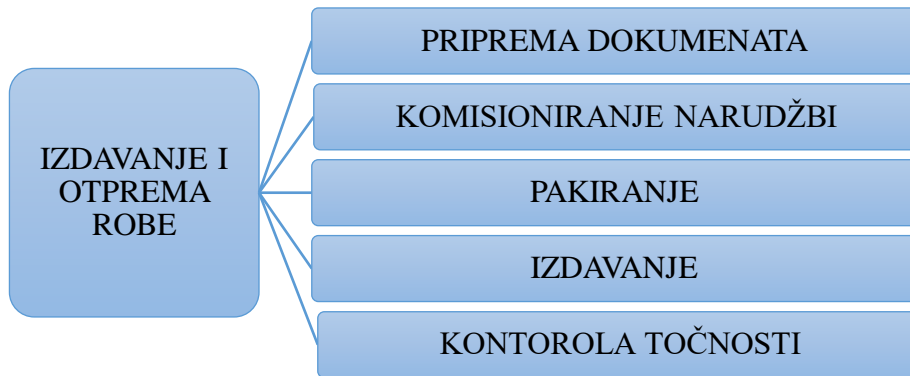 IZDAVANJE I
OTPREMA
ROBE
PRIPREMA DOKUMENATA
KOMISIONIRANJE NARUDŽBI
PAKIRANJE
IZDAVANJE
KONTOROLA TOČNOSTI